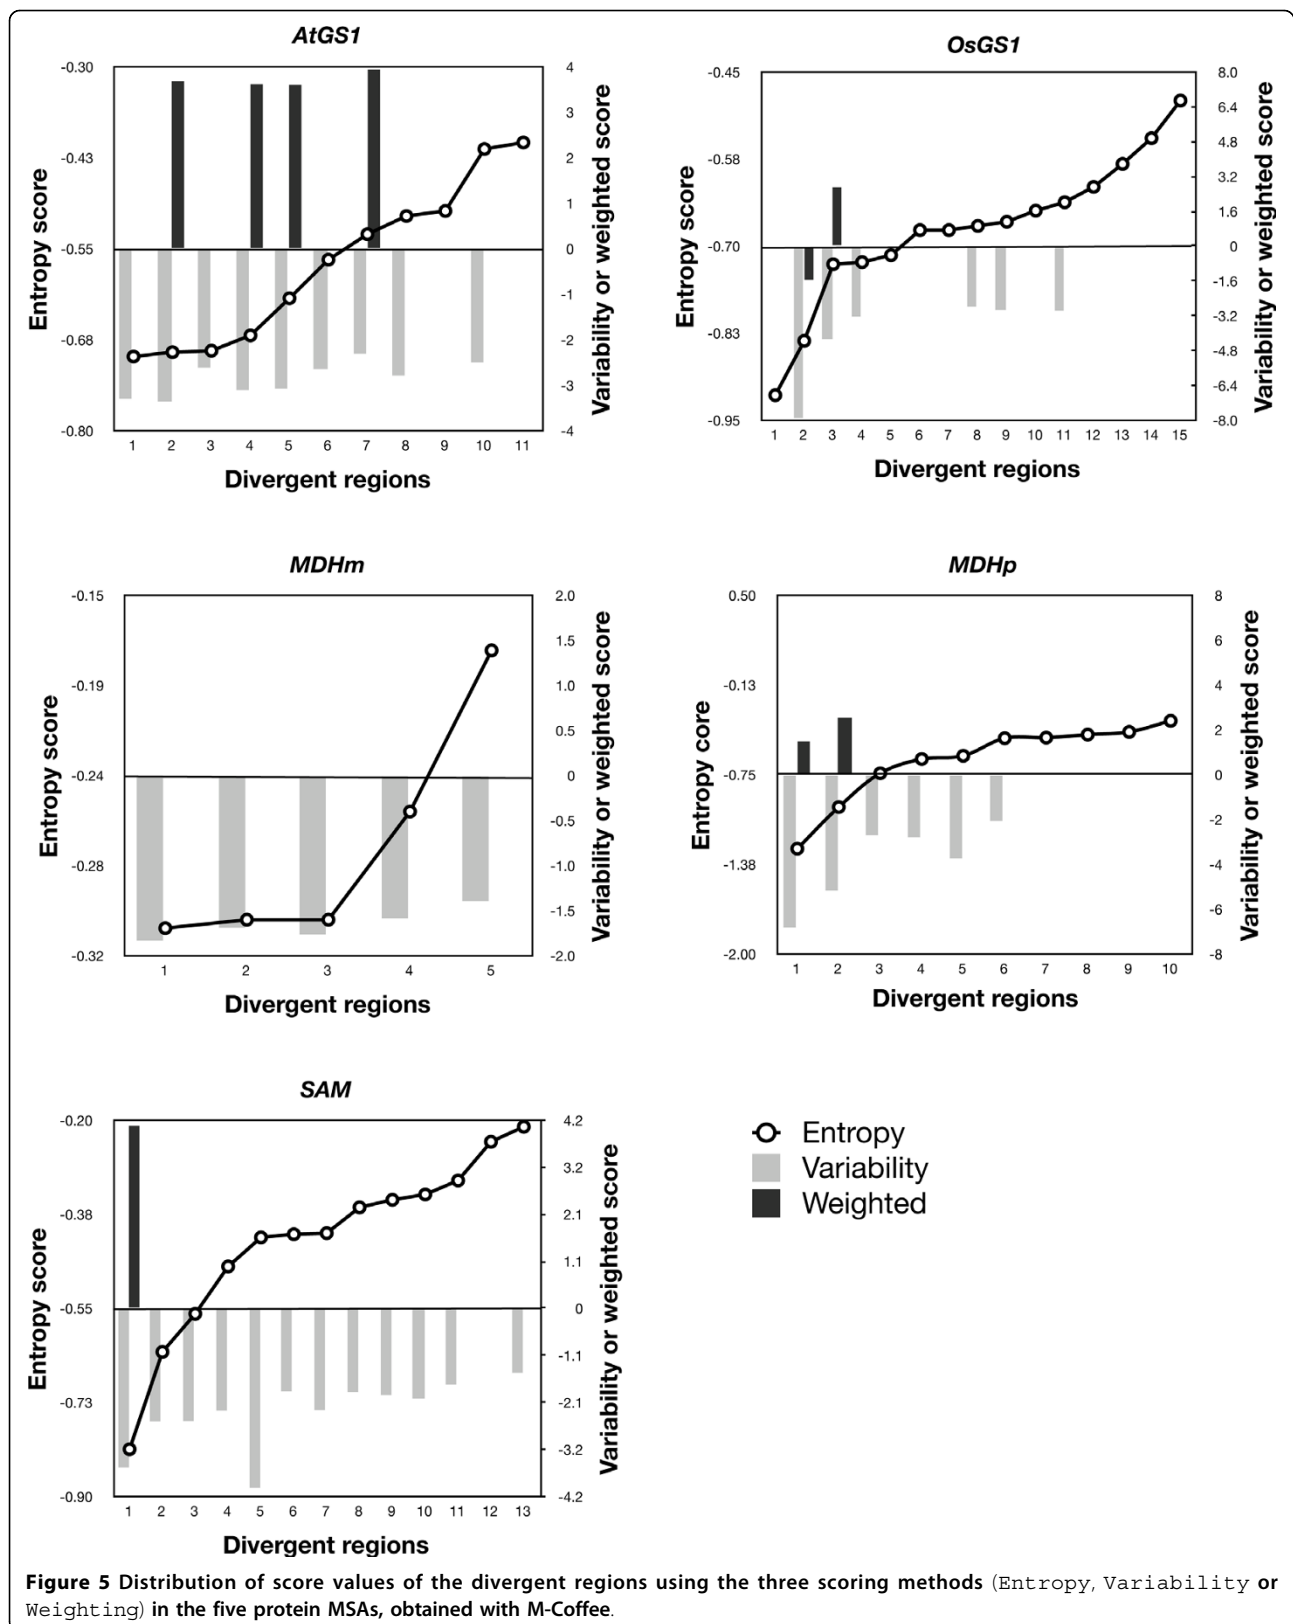 AtGS1
-0.30
-0.43
-0.55
-0.68
-0.80
Entropy score
4
3
2
1
0
-1
-2
-3
-4
Variability or weighted score
1 2 3 4 5 6 7 8 9 10 11
Divergent regions
OsGS1
-0.45
-0.58
-0.70
-0.83
-0.95
Entropy score
8.0
6.4
4.8
3.2
1.6
0
-1.6
-3.2
-4.8
-6.4
-8.0
Variability or weighted score
1 2 3 4 5 6 7 8 9 10 11 12 13 14 15
Divergent regions
MDHm
-0.15
-0.19
-0.24
-0.28
-0.32
Entropy score
2.0
1.5
1.0
0.5
0
-0.5
-1.0
-1.5
-2.0
Variability or weighted score
1 2 3 4 5
Divergent regions
MDHp
0.50
-0.13
-0.75
-1.38
-2.00
Entropy core
8
6
4
2
0
-2
-4
-6
-8
Variability or weighted score
1 2 3 4 5 6 7 8 9 10
Divergent regions
SAM
-0.20
-0.38
-0.55
-0.73
-0.90
Entropy score
4.2
3.2
2.1
1.1
0
-1.1
-2.1
-3.2
-4.2
Variability or weighted score
1 2 3 4 5 6 7 8 9 10 11 12 13
Divergent regions
Entropy
Variability
Weighted
Figure 5 Distribution of score values of the divergent regions using the three scoring methods (Entropy, Variability or
Weighting) in the five protein MSAs, obtained with M-Coffee.